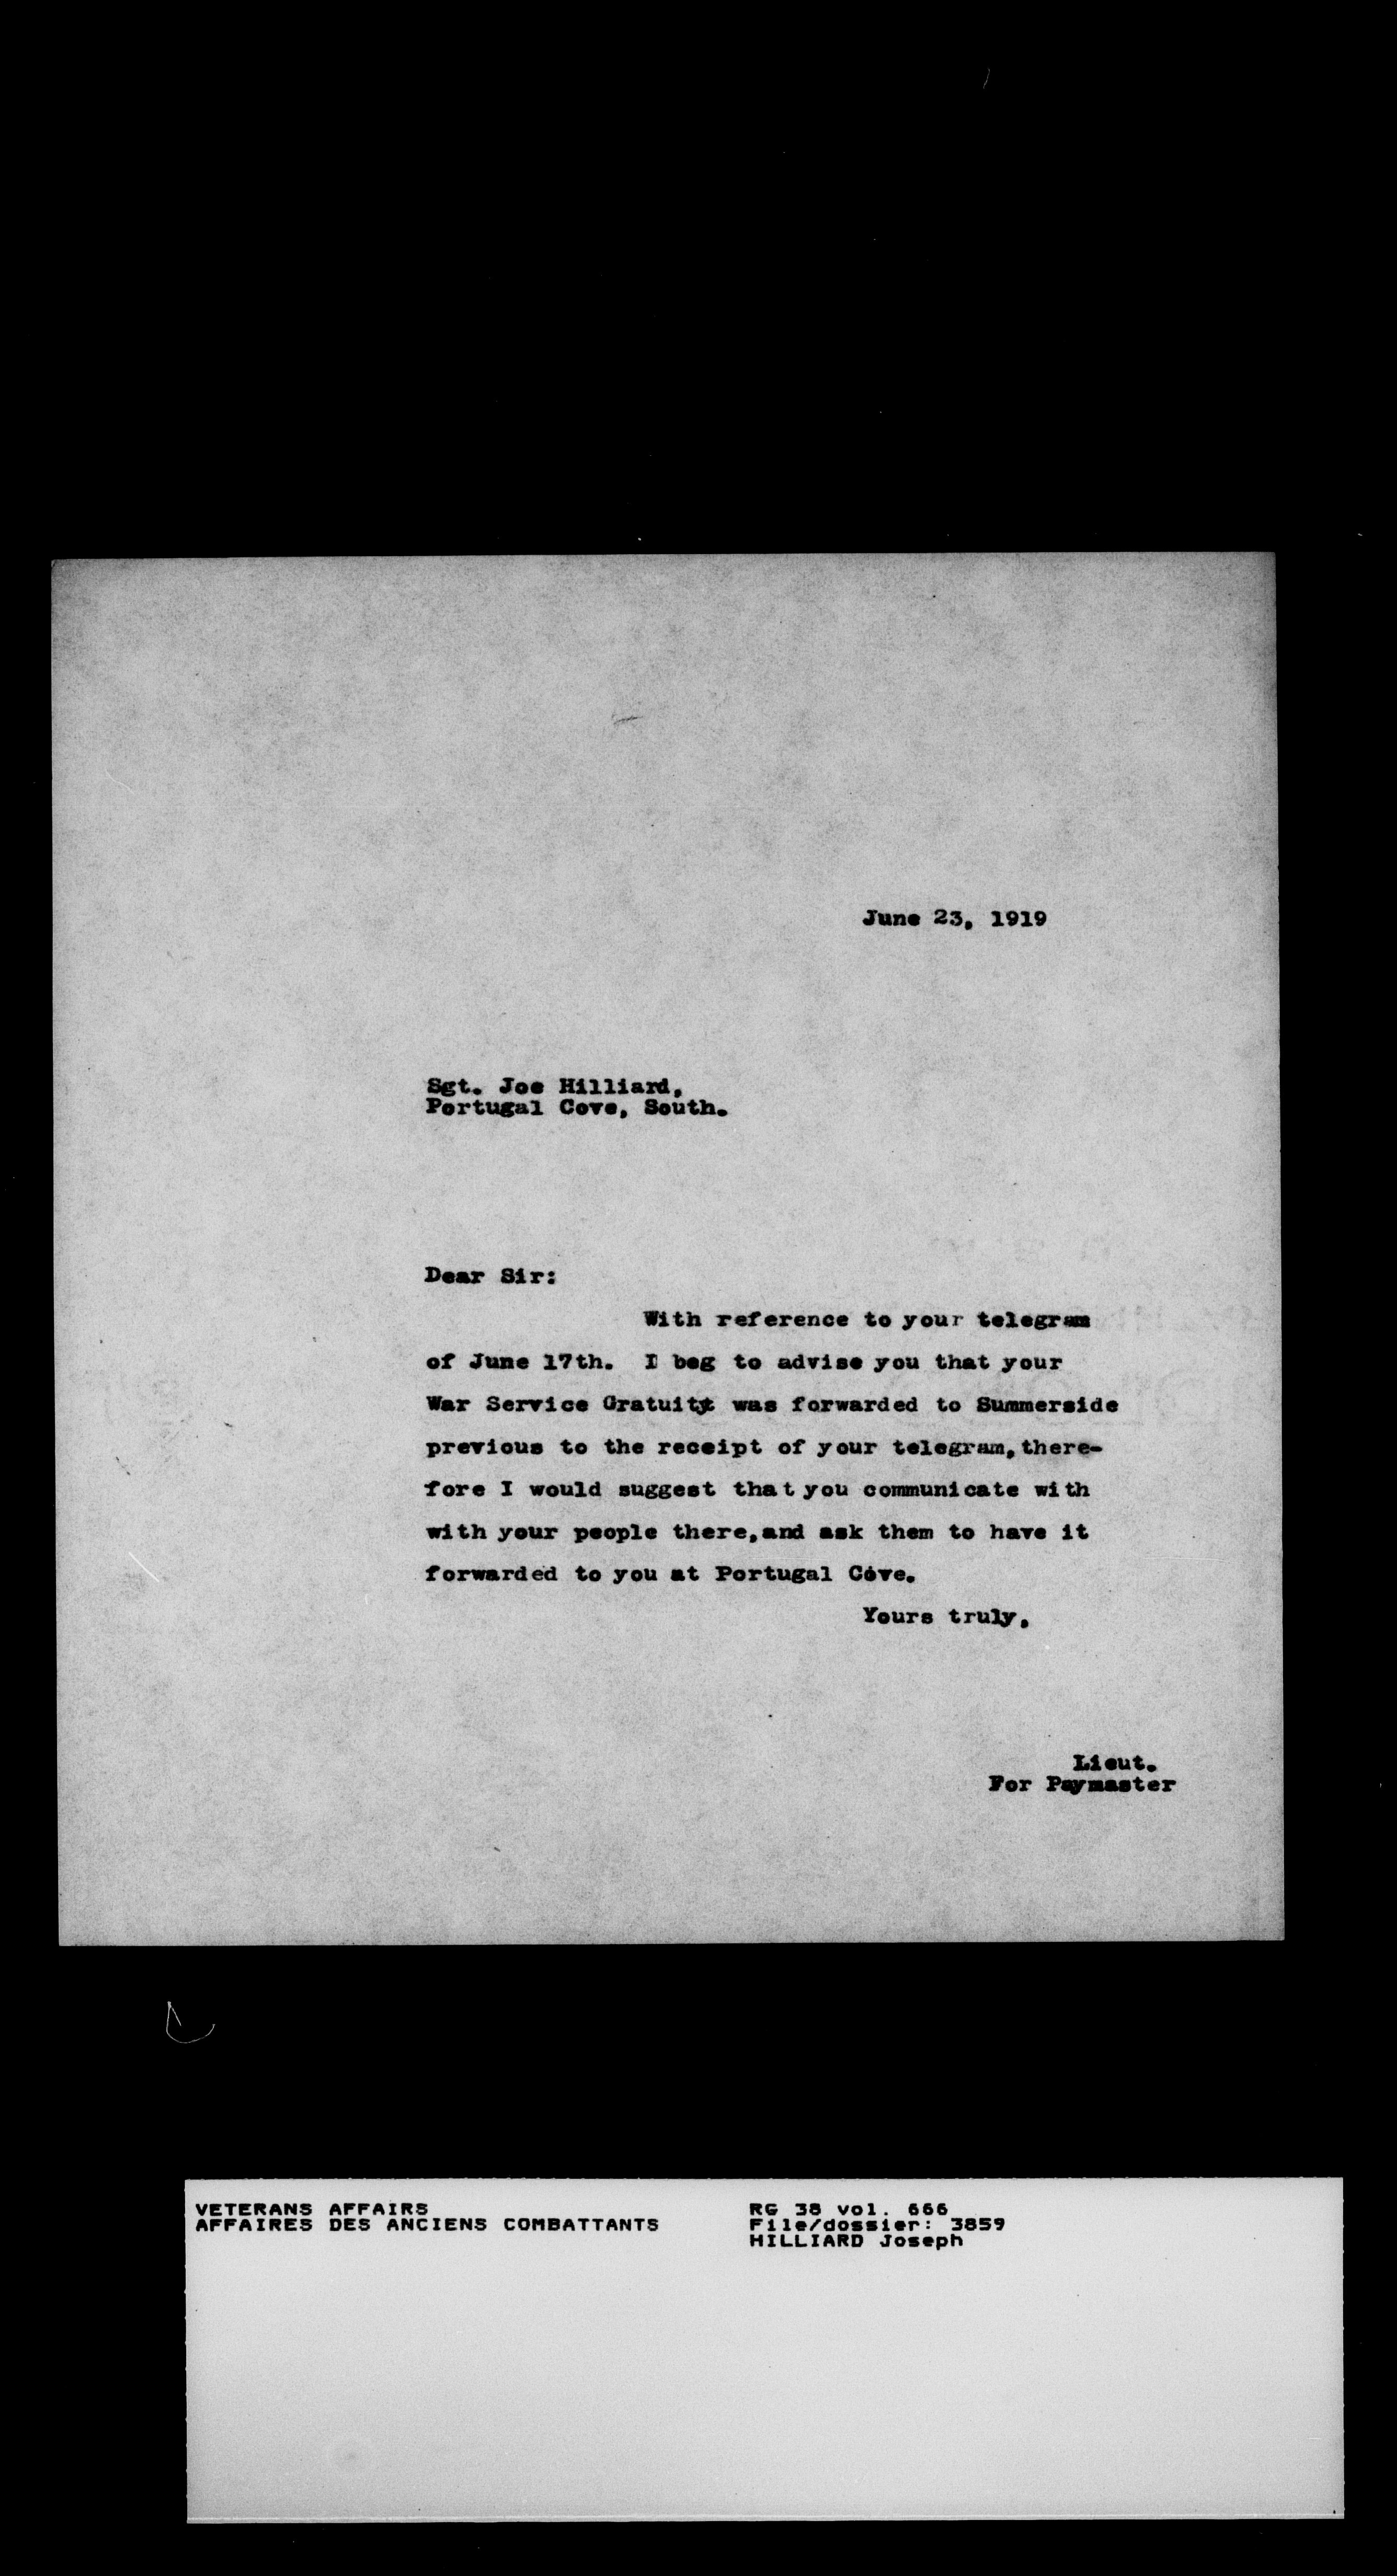 June 23, 1919
Sgt. Joe Hilliard,
Portugal Cove, South.
Dear Sir:
With reference to your telegram
of June 17th. I beg to advise you that your
War Service Gratuity was forwarded to Summerside
previous to the receipt of your telegram, there-
fore I would suggest that you communicate with
with your people there, and ask them to have it
forwarded to you at Portugal Cove.
Yours truly,
Lieut.
For Paymaster
VETERANS AFFAIRS
AFFAIRES DES ANCIENS COMBATTANTS
RG 38 vol. 666
File/dossier: 3859
HILLIARD Joseph